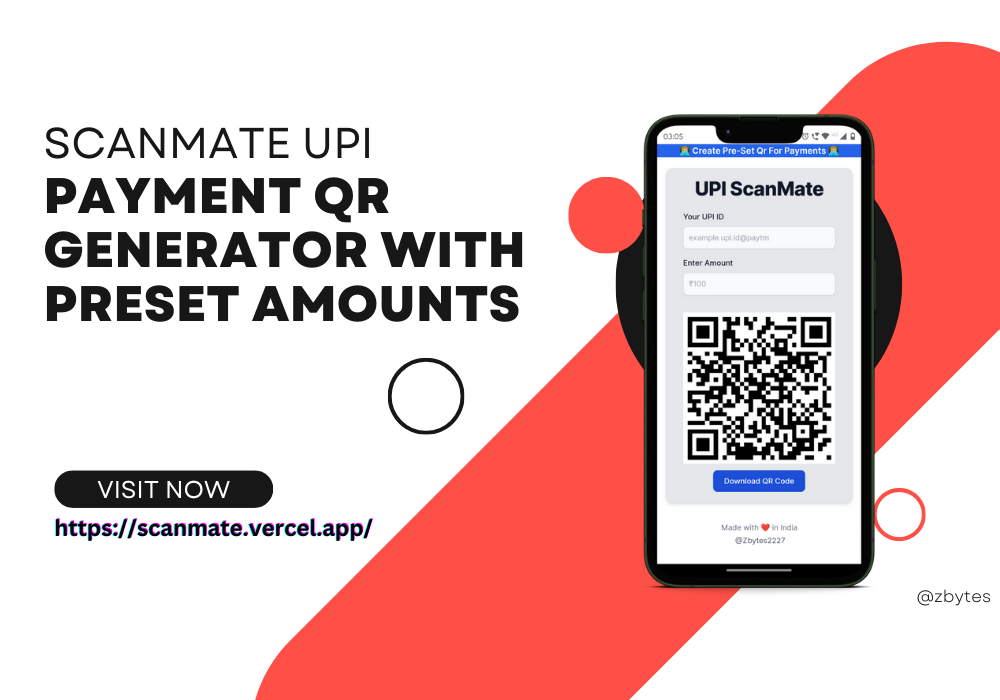 SCANMATE UPI
PAYMENT QR
GENERATOR WITH
PRESET AMOUNTS
VISIT NOW
https://scanmate.vercel.app/
03:05
👨‍💻 Create Pre-Set Qr For Payments 👨‍💻
UPI ScanMate
Your UPI ID
example.upi.id@paytm
Enter Amount
₹100
Download QR Code
Made with ❤️ in India
@Zbytes2227
@zbytes